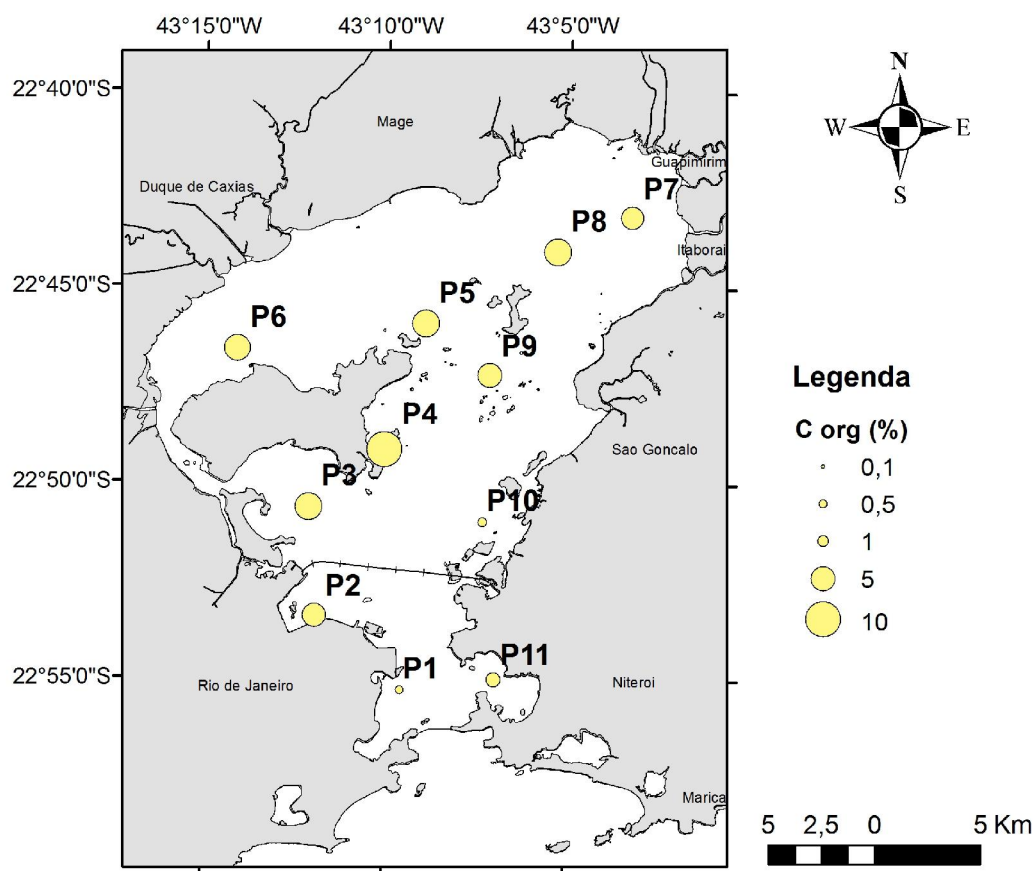 43°15'0"W 43°10'0"W 43°5'0"W
22°40'0"S
22°45'0"S
22°50'0"S
22°55'0"S
Mage
Duque de Caxias
Guapimirim
Itaborai
Sao Goncalo
Niteroi
Marica
Rio de Janeiro
P7
P8
P5
P6
P9
P4
P3
P10
P2
P11
P1
N
W E
S
Legenda
C org (%)
0,1
0,5
1
5
10
5 2,5 0 5 Km